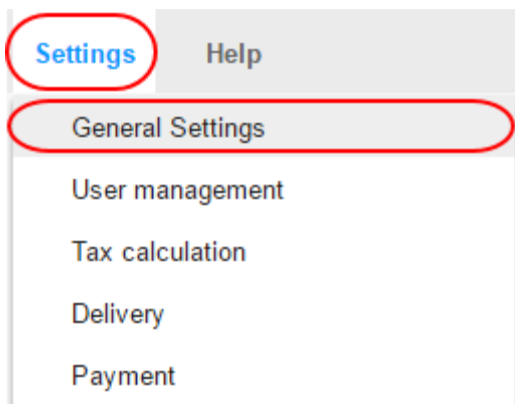 Settings Help
General Settings
User management
Tax calculation
Delivery
Payment